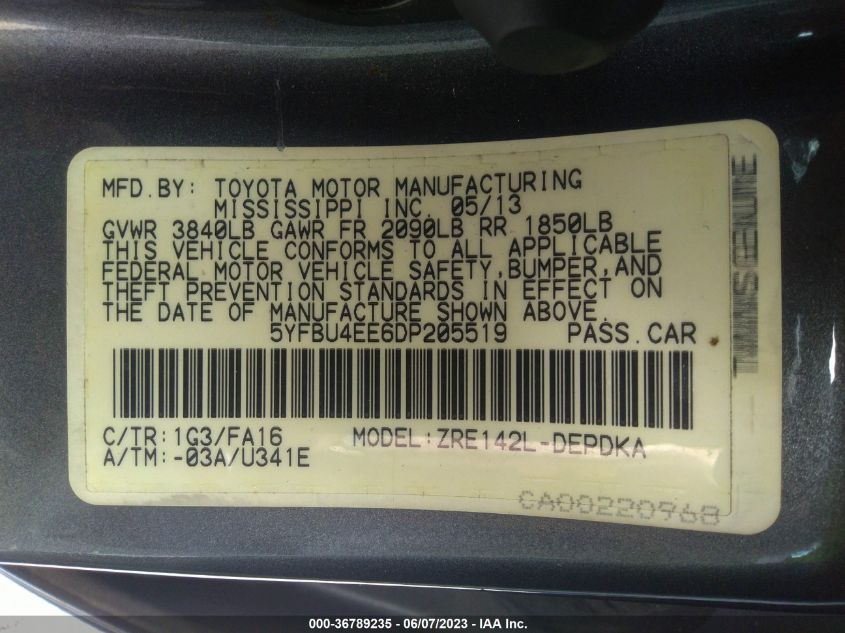 MFD.BY: TOYOTA MOTOR MANUFACTURING
MISSISSIPPI INC. 05/13
GVWR 3840LB GAWR FR 2090LB RR 1850LB
THIS VEHICLE CONFORMS TO ALL APPLICABLE
FEDERAL MOTOR VEHICLE SAFETY,BUMPER,AND
THEFT PREVENTION STANDARDS IN EFFECT ON
THE DATE OF MANUFACTURE SHOWN ABOVE.
5YFBU4EE6DP205519 PASS.CAR
C/TR:1G3/FA16 MODEL:ZRE142L-DEPDKA
A/TM:-03A/U341E
CA00220968
000-36789235 - 06/07/2023 - © IAA Inc.